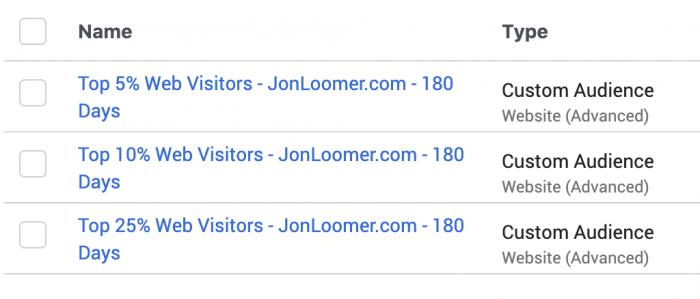 Name Type
Top 5% Web Visitors - JonLoomer.com - 180
Days
Custom Audience
Website (Advanced)
Top 10% Web Visitors - JonLoomer.com - 180
Days
Custom Audience
Website (Advanced)
Top 25% Web Visitors - JonLoomer.com - 180
Days
Custom Audience
Website (Advanced)